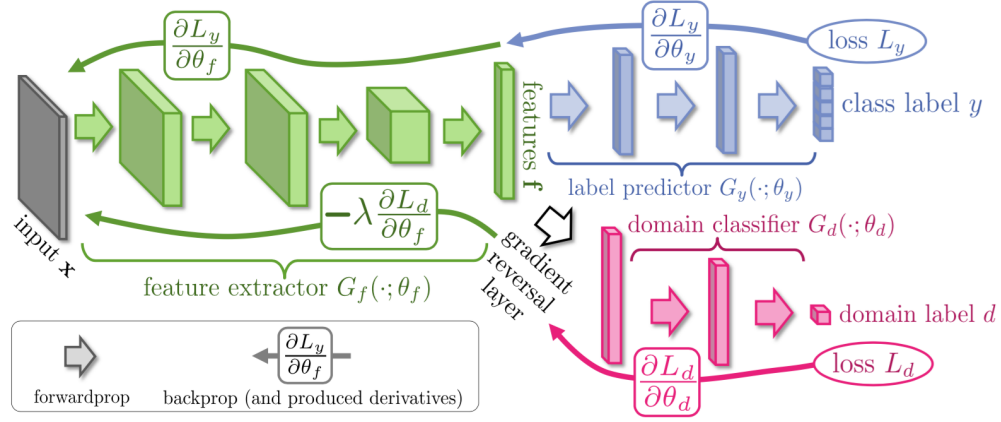 ∂L_y/∂θ_f
∂L_y/∂θ_y
loss L_y
class label y
features f
label predictor G_y(·;θ_y)
−λ ∂L_d/∂θ_f
input x
feature extractor G_f(·;θ_f)
gradient
reversal
layer
domain classifier G_d(·;θ_d)
domain label d
∂L_d/∂θ_d
loss L_d
∂L_y/∂θ_f
forwardprop
backprop (and produced derivatives)